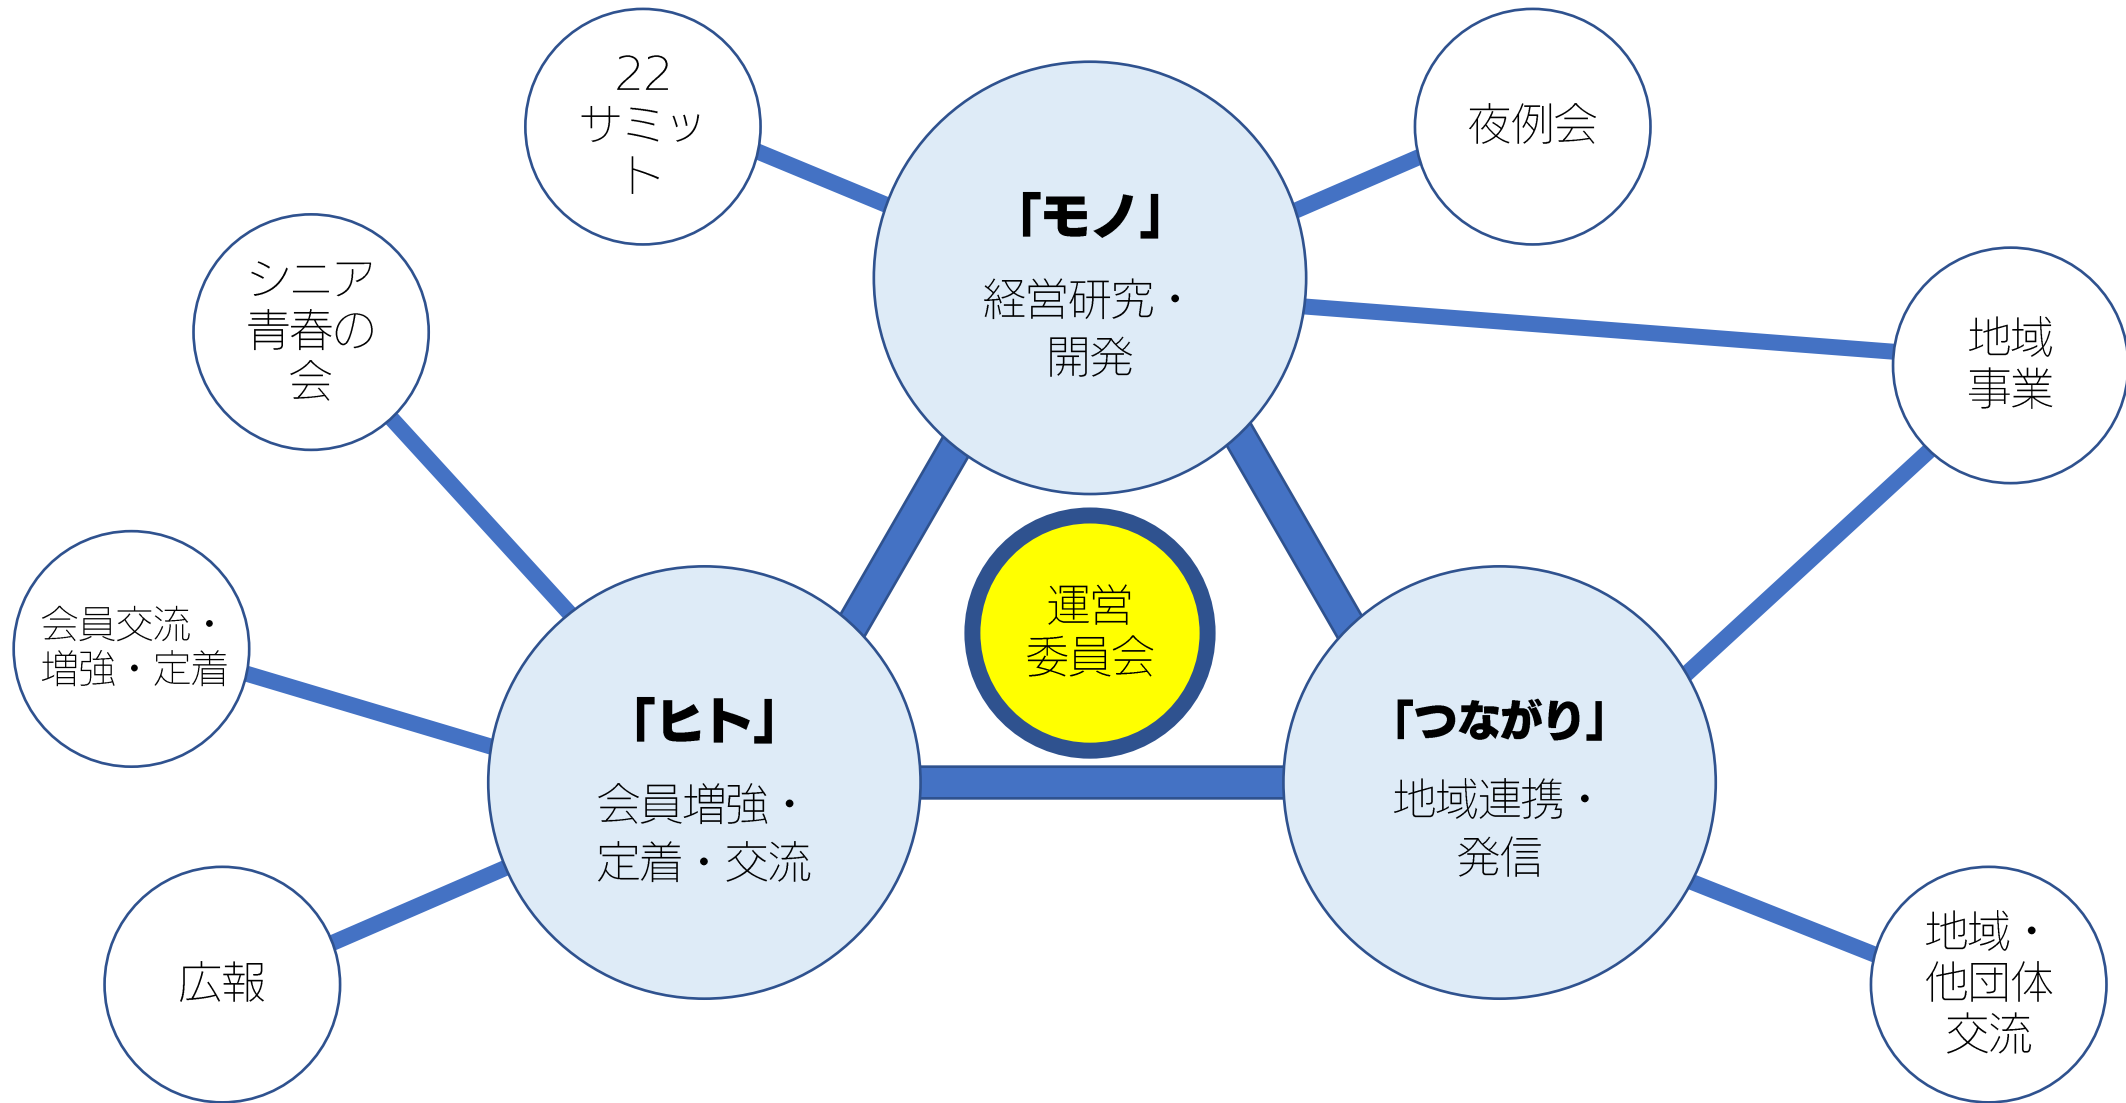 22
サミッ
ト
夜例会
「モノ」
経営研究・
開発
シニア
青春の
会
地域
事業
運営
委員会
会員交流・
増強・定着
「ヒト」
会員増強・
定着・交流
「つながり」
地域連携・
発信
広報
地域・
他団体
交流